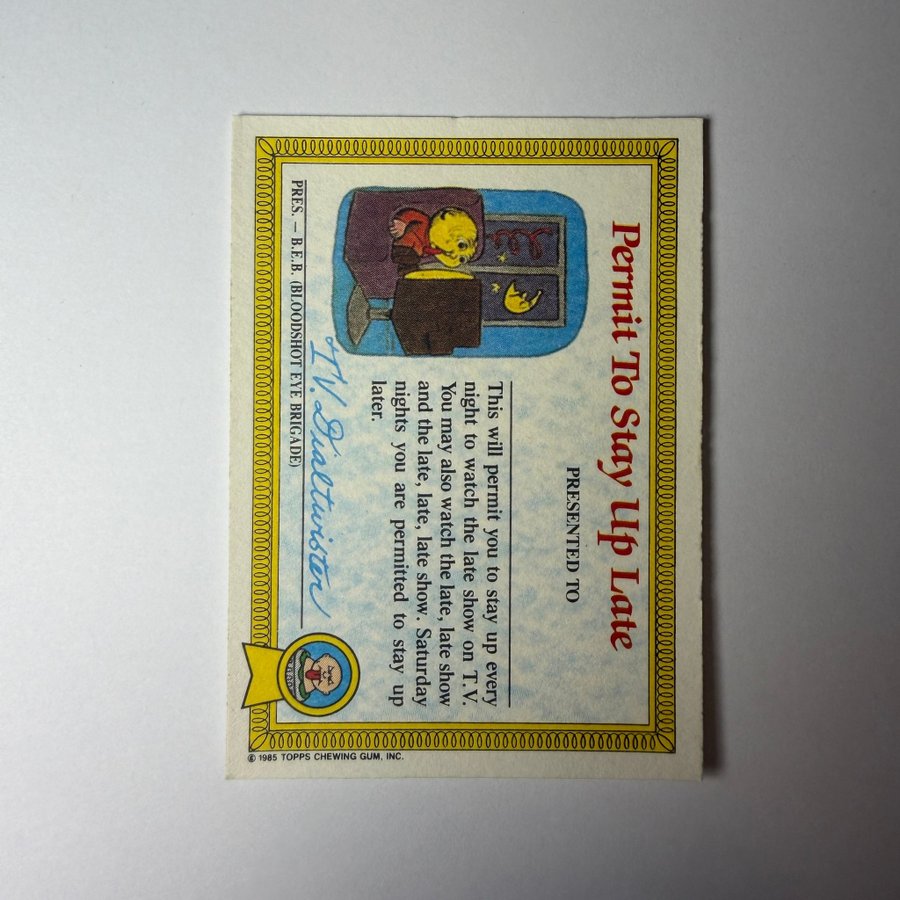 Permit To Stay Up Late
PRESENTED TO
This will permit you to stay up every
night to watch the late show on T.V.
You may also watch the late, late show
and the late, late, late show. Saturday
nights you are permitted to stay up
later.
T.V. Dialtwister
PRES. — B.E.B. (BLOODSHOT EYE BRIGADE)
© 1985 TOPPS CHEWING GUM, INC.